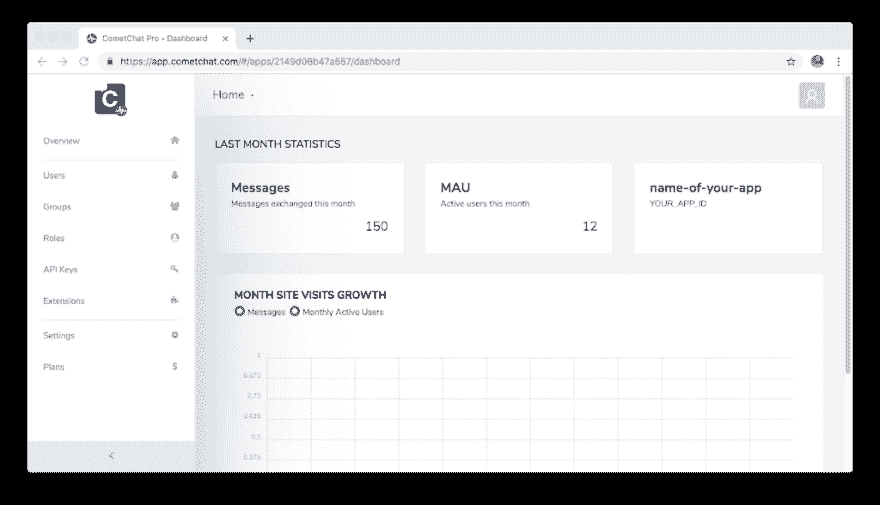 CometChat Pro - Dashboard
https://app.cometchat.com/#/apps/2149d06b47a667/dashboard
C
Home
Overview
Users
Groups
Roles
API Keys
Extensions
Settings
Plans
LAST MONTH STATISTICS
Messages
Messages exchanged this month
150
MAU
Active users this month
12
name-of-your-app
YOUR_APP_ID
MONTH SITE VISITS GROWTH
Messages Monthly Active Users
1
0.875
0.75
0.625
0.5
0.375